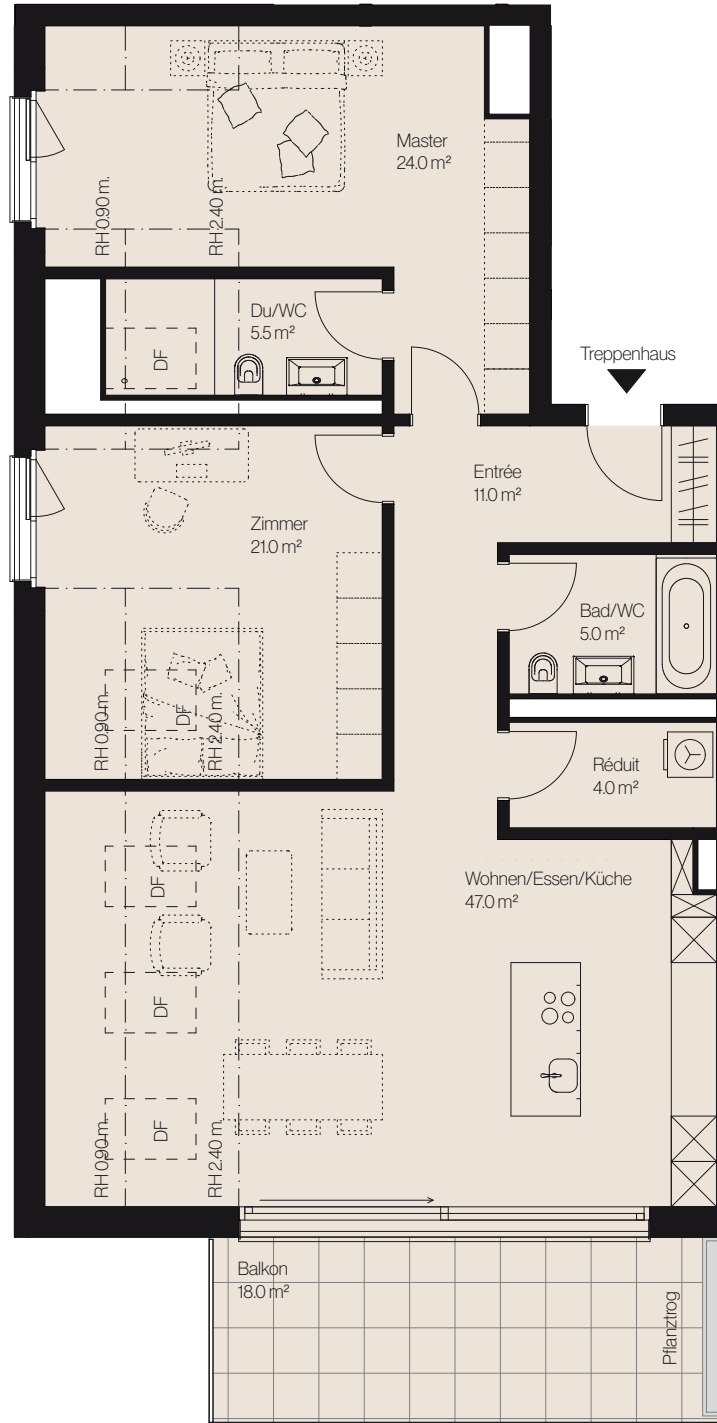 Master
24.0 m²
RH 0.90 m.
RH 2.40 m.
Du/WC
5.5 m²
DF
Treppenhaus
Entrée
11.0 m²
Zimmer
21.0 m²
Bad/WC
5.0 m²
RH 0.90 m.
DF
RH 2.40 m.
Réduit
4.0 m²
DF
Wohnen/Essen/Küche
47.0 m²
DF
DF
RH 0.90 m.
RH 2.40 m.
Balkon
18.0 m²
Pflanztrog